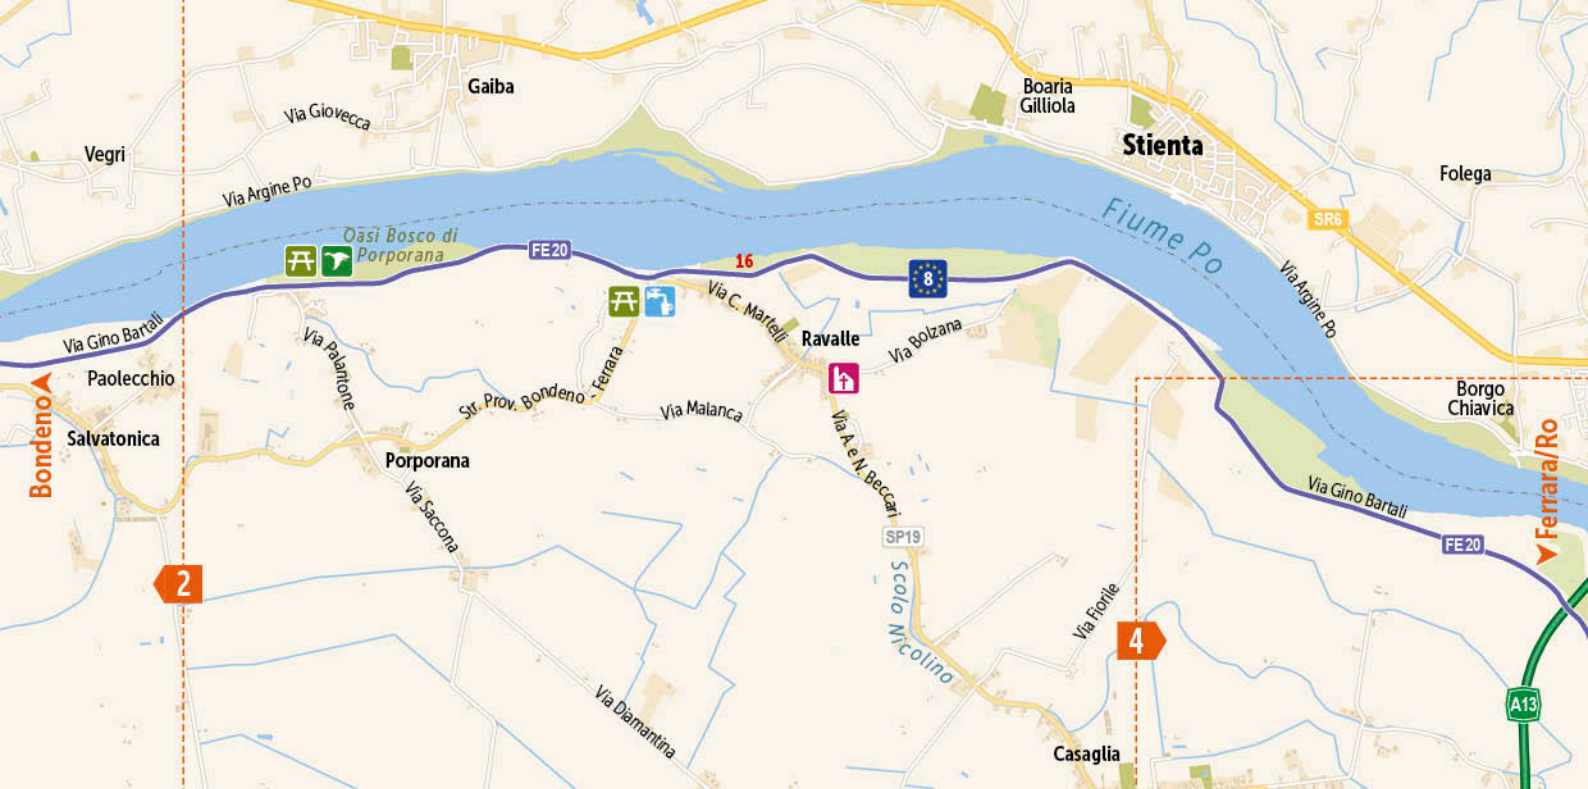 Gaiba
Boaria
Gilliola
Via Giovecca
Stienta
Vegri
Folega
Via Argine Po
Fiume Po
SR6
Oasi Bosco di
Porporana
FE20
16
8
Via Argine Po
Via C. Martelli
Via Gino Bartali
Via Palantone
Ravalle
Via Bolzana
Paolecchio
Str. Prov. Bondeno - Ferrara
Via Malanca
Borgo
Chiavica
Bondeno
Salvatonica
Porporana
Via A. e N. Beccari
Via Saccona
Via Gino Bartali
Ferrara/Ro
SP19
FE20
2
Scolo Nicolino
Via Fiorile
4
Via Diamantina
A13
Casaglia